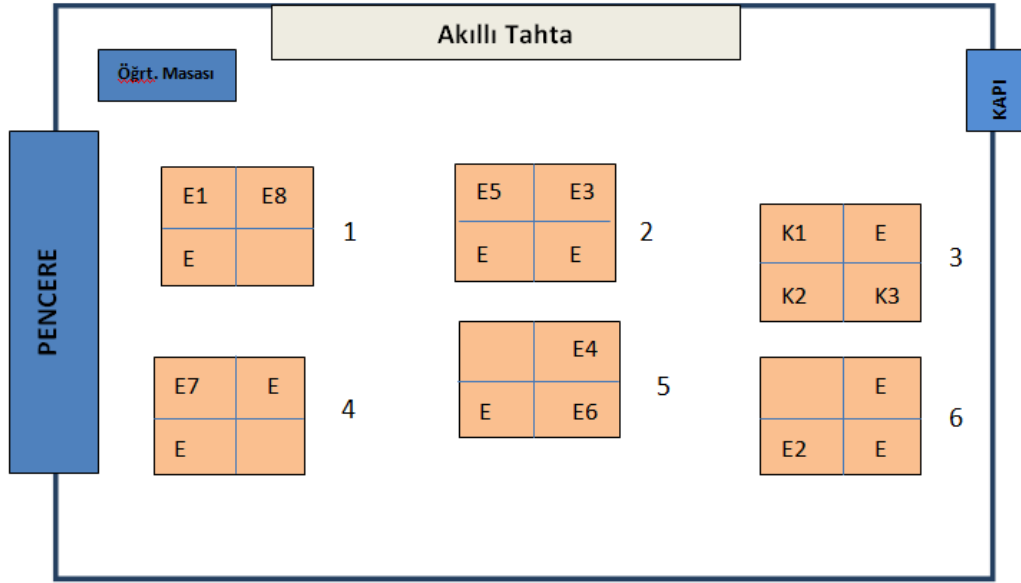 Akıllı Tahta
Öğrt. Masası
KAPI
PENCERE
E1 E8
E
1
E5 E3
E E
2
K1 E
K2 K3
3
E7 E
E
4
E4
E E6
5
E
E2 E
6